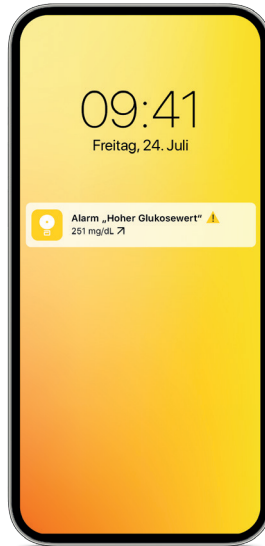 09:41
Freitag, 24. Juli
Alarm „Hoher Glukosewert“ ⚠️
251 mg/dL ↗